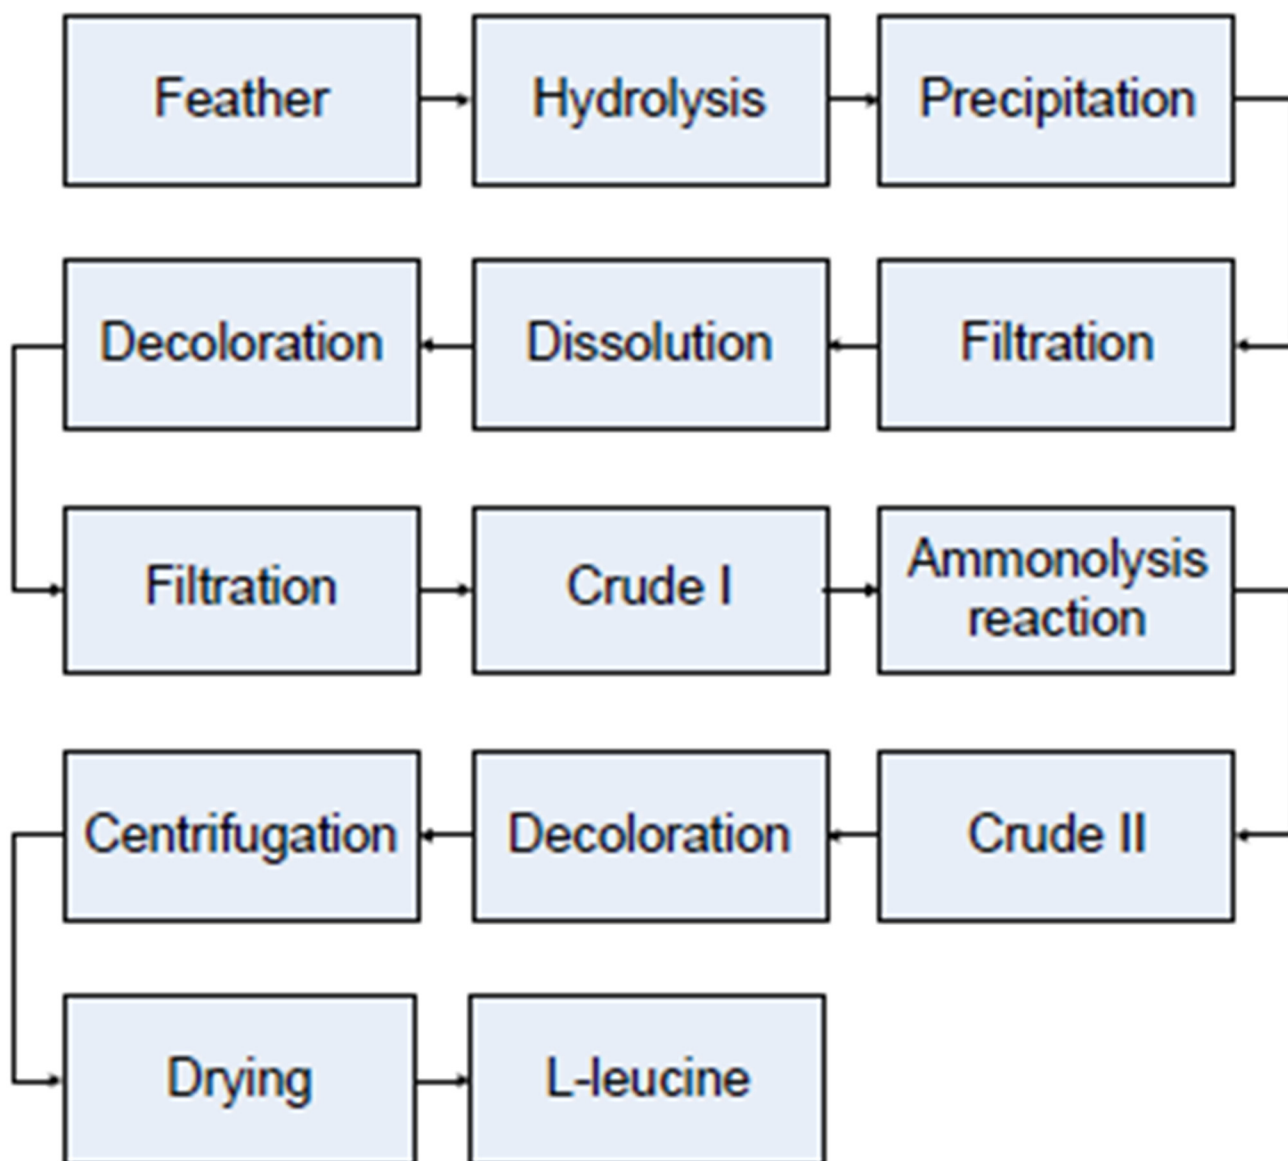 Feather
Hydrolysis
Precipitation
Decoloration
Dissolution
Filtration
Filtration
Crude I
Ammonolysis
reaction
Centrifugation
Decoloration
Crude II
Drying
L-leucine